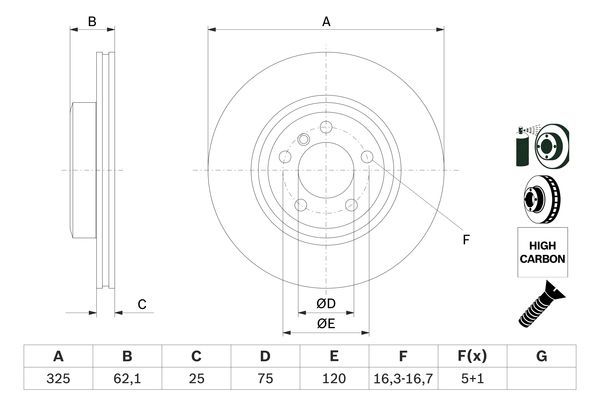 B
A
F
C
ØD
ØE
HIGH
CARBON
A B C D E F F(x) G
325 62,1 25 75 120 16,3-16,7 5+1